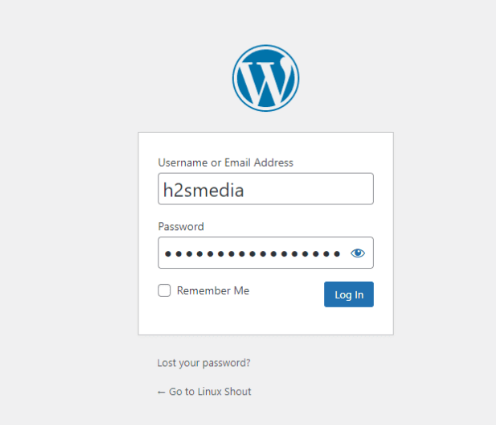 Username or Email Address
h2smedia
Password
•••••••••••••••••
Remember Me
Log In
Lost your password?
← Go to Linux Shout